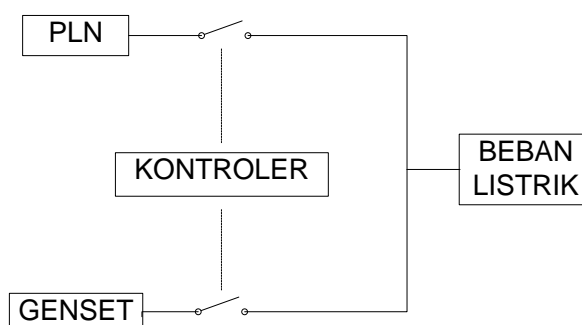 PLN
KONTROLER
BEBAN
LISTRIK
GENSET